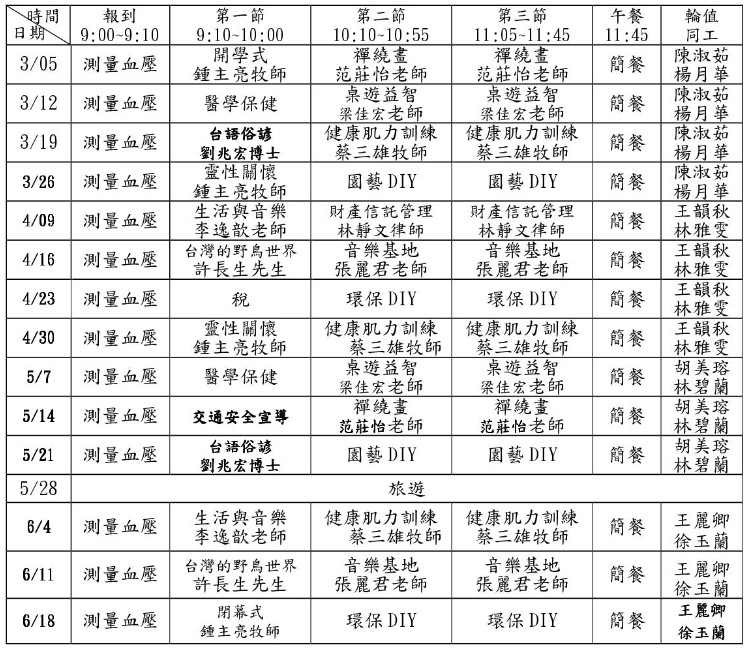 時間 報到 第一節 第二節 第三節 午餐 輪值
日期 9:00~9:10 9:10~10:00 10:10~10:55 11:05~11:45 11:45 同工
3/05 測量血壓 開學式 鍾主亮牧師 禪繞畫 范莊怡老師 禪繞畫 范莊怡老師 簡餐 陳淑茹 楊月華
3/12 測量血壓 醫學保健 桌遊益智 梁佳宏老師 桌遊益智 梁佳宏老師 簡餐 陳淑茹 楊月華
3/19 測量血壓 台語俗諺 劉兆宏博士 健康肌力訓練 蔡三雄牧師 健康肌力訓練 蔡三雄牧師 簡餐 陳淑茹 楊月華
3/26 測量血壓 靈性關懷 鍾主亮牧師 園藝 DIY 園藝 DIY 簡餐 陳淑茹 楊月華
4/09 測量血壓 生活與音樂 李逸歆老師 財產信託管理 林靜文律師 財產信託管理 林靜文律師 簡餐 王韻秋 林雅雯
4/16 測量血壓 台灣的野鳥世界 許長生先生 音樂基地 張麗君老師 音樂基地 張麗君老師 簡餐 王韻秋 林雅雯
4/23 測量血壓 稅 環保 DIY 環保 DIY 簡餐 王韻秋 林雅雯
4/30 測量血壓 靈性關懷 鍾主亮牧師 健康肌力訓練 蔡三雄牧師 健康肌力訓練 蔡三雄牧師 簡餐 王韻秋 林雅雯
5/7 測量血壓 醫學保健 桌遊益智 梁佳宏老師 桌遊益智 梁佳宏老師 簡餐 胡美瑢 林碧蘭
5/14 測量血壓 交通安全宣導 禪繞畫 范莊怡老師 禪繞畫 范莊怡老師 簡餐 胡美瑢 林碧蘭
5/21 測量血壓 台語俗諺 劉兆宏博士 園藝 DIY 園藝 DIY 簡餐 胡美瑢 林碧蘭
5/28 旅遊
6/4 測量血壓 生活與音樂 李逸歆老師 健康肌力訓練 蔡三雄牧師 健康肌力訓練 蔡三雄牧師 簡餐 王麗卿 徐玉蘭
6/11 測量血壓 台灣的野鳥世界 許長生先生 音樂基地 張麗君老師 音樂基地 張麗君老師 簡餐 王麗卿 徐玉蘭
6/18 測量血壓 閉幕式 鍾主亮牧師 環保 DIY 環保 DIY 簡餐 王麗卿 徐玉蘭